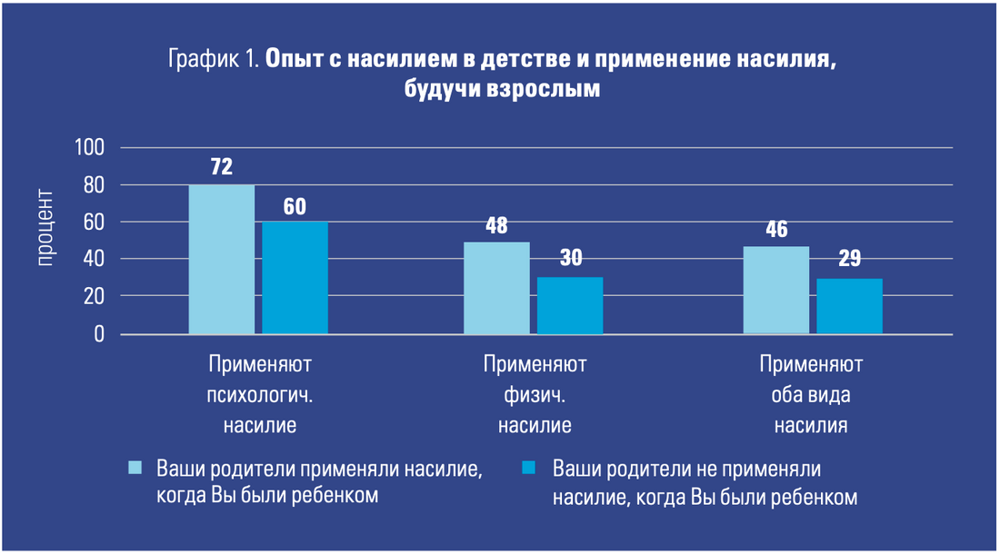 График 1. Опыт с насилием в детстве и применение насилия,
будучи взрослым
процент
100
80
60
40
20
0
72
60
48
30
46
29
Применяют
психологич.
насилие
Применяют
физич.
насилие
Применяют
оба вида
насилия
Ваши родители применяли насилие,
когда Вы были ребенком
Ваши родители не применяли
насилие, когда Вы были ребенком